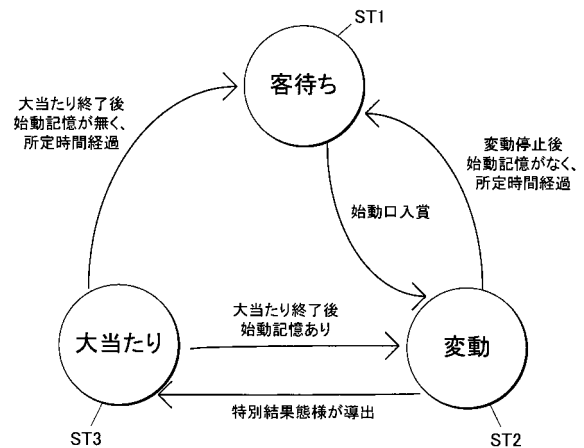 ST1
客待ち
大当たり終了後
始動記憶が無く、
所定時間経過
変動停止後
始動記憶がなく、
所定時間経過
始動口入賞
大当たり終了後
始動記憶あり
大当たり
変動
特別結果態様が導出
ST3
ST2